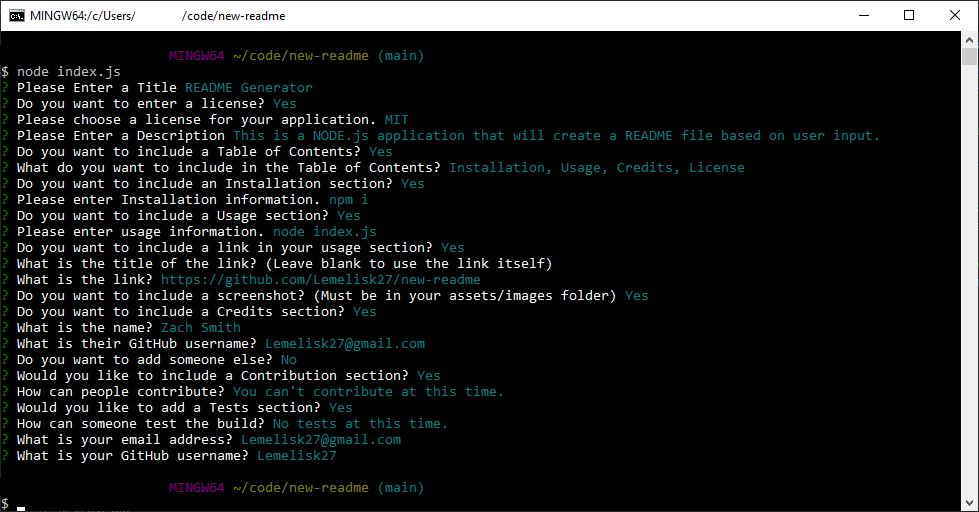 MINGW64:/c/Users/ /code/new-readme
MINGW64 ~/code/new-readme (main)
$ node index.js
? Please Enter a Title README Generator
? Do you want to enter a license? Yes
? Please choose a license for your application. MIT
? Please Enter a Description This is a NODE.js application that will create a README file based on user input.
? Do you want to include a Table of Contents? Yes
? What do you want to include in the Table of Contents? Installation, Usage, Credits, License
? Do you want to include an Installation section? Yes
? Please enter Installation information. npm i
? Do you want to include a Usage section? Yes
? Please enter usage information. node index.js
? Do you want to include a link in your usage section? Yes
? What is the title of the link? (Leave blank to use the link itself)
? What is the link? https://github.com/Lemelisk27/new-readme
? Do you want to include a screenshot? (Must be in your assets/images folder) Yes
? Do you want to include a Credits section? Yes
? What is the name? Zach Smith
? What is their GitHub username? Lemelisk27@gmail.com
? Do you want to add someone else? No
? Would you like to include a Contribution section? Yes
? How can people contribute? You can't contribute at this time.
? Would you like to add a Tests section? Yes
? How can someone test the build? No tests at this time.
? What is your email address? Lemelisk27@gmail.com
? What is your GitHub username? Lemelisk27
MINGW64 ~/code/new-readme (main)
$